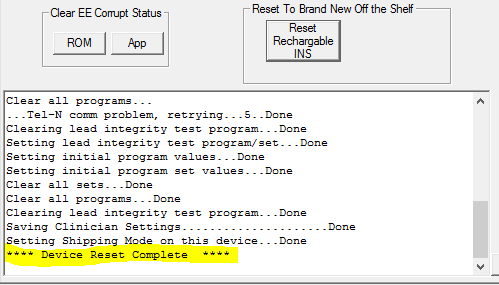 Clear EE Corrupt Status
ROM
App
Reset To Brand New Off the Shelf
Reset
Rechargable
INS
Clear all programs...
...Tel-N comm problem, retrying...5..Done
Clearing lead integrity test program...Done
Setting lead integrity test program/set...Done
Setting initial program values...Done
Setting initial program set values...Done
Clear all sets...Done
Clear all programs...Done
Clearing lead integrity test program...Done
Saving Clinician Settings.....................Done
Setting Shipping Mode on this device...Done
**** Device Reset Complete  ****